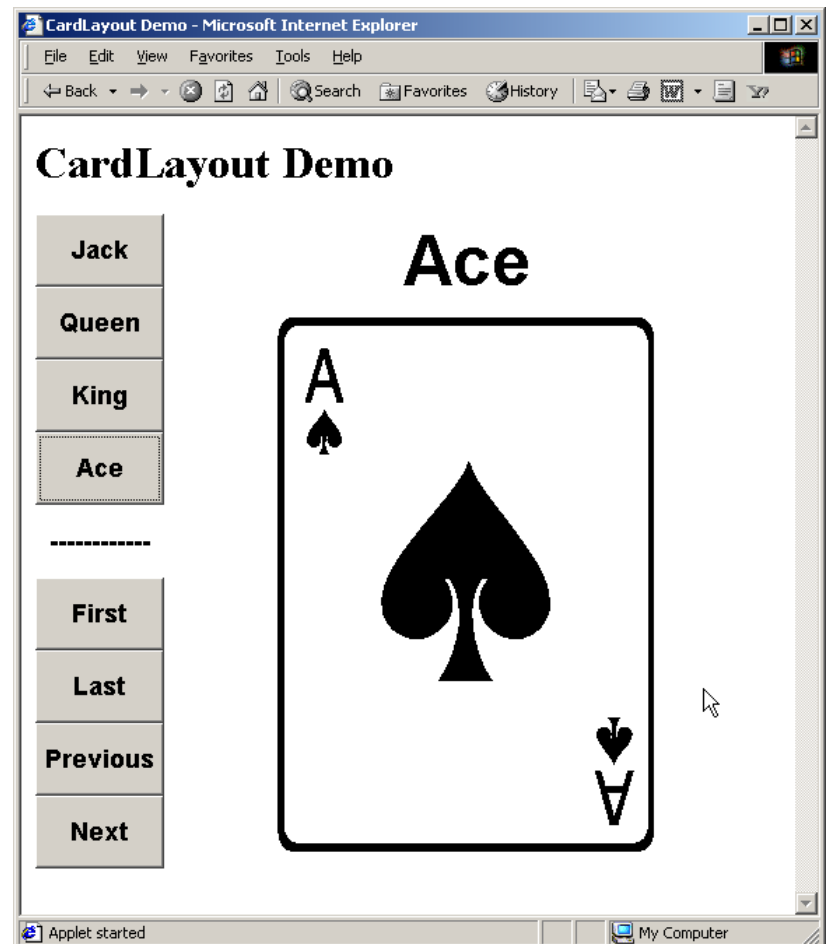 CardLayout Demo - Microsoft Internet Explorer
File Edit View Favorites Tools Help
Back Search Favorites History
CardLayout Demo
Jack
Queen
King
Ace
------------
First
Last
Previous
Next
Ace
A
A
Applet started My Computer